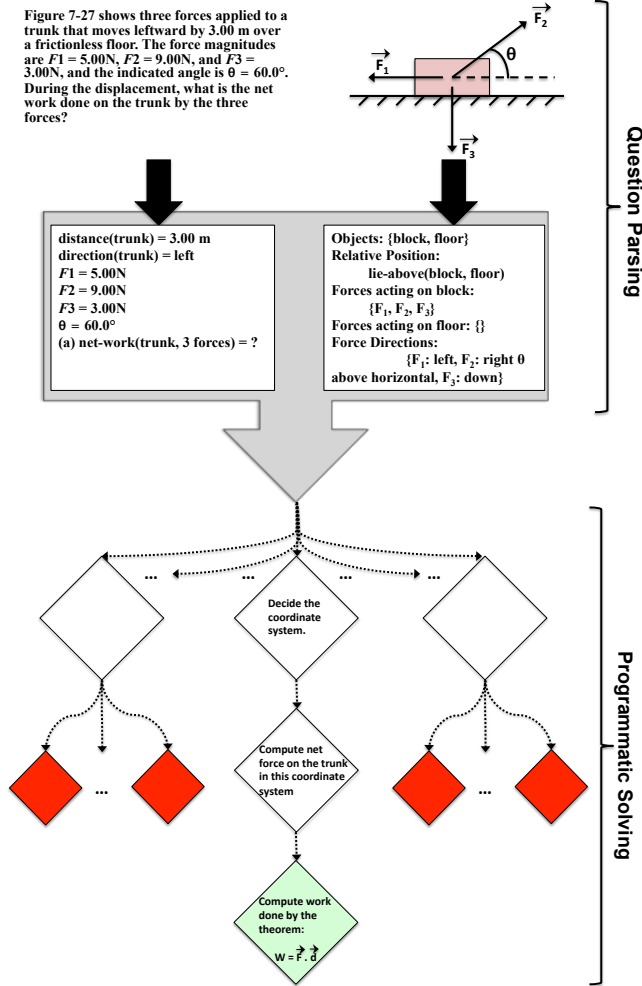 Figure 7-27 shows three forces applied to a
trunk that moves leftward by 3.00 m over
a frictionless floor. The force magnitudes
are F1 = 5.00N, F2 = 9.00N, and F3 =
3.00N, and the indicated angle is θ = 60.0°.
During the displacement, what is the net
work done on the trunk by the three
forces?
F₂
θ
F₁
F₃
Question Parsing
distance(trunk) = 3.00 m
direction(trunk) = left
F1 = 5.00N
F2 = 9.00N
F3 = 3.00N
θ = 60.0°
(a) net-work(trunk, 3 forces) = ?
Objects: {block, floor}
Relative Position:
lie-above(block, floor)
Forces acting on block:
{F₁, F₂, F₃}
Forces acting on floor: {}
Force Directions:
{F₁: left, F₂: right θ
above horizontal, F₃: down}
...
...
...
...
Decide the
coordinate
system.
Compute net
force on the trunk
in this coordinate
system
...
...
Compute work
done by the
theorem:
W = F . d
Programmatic Solving